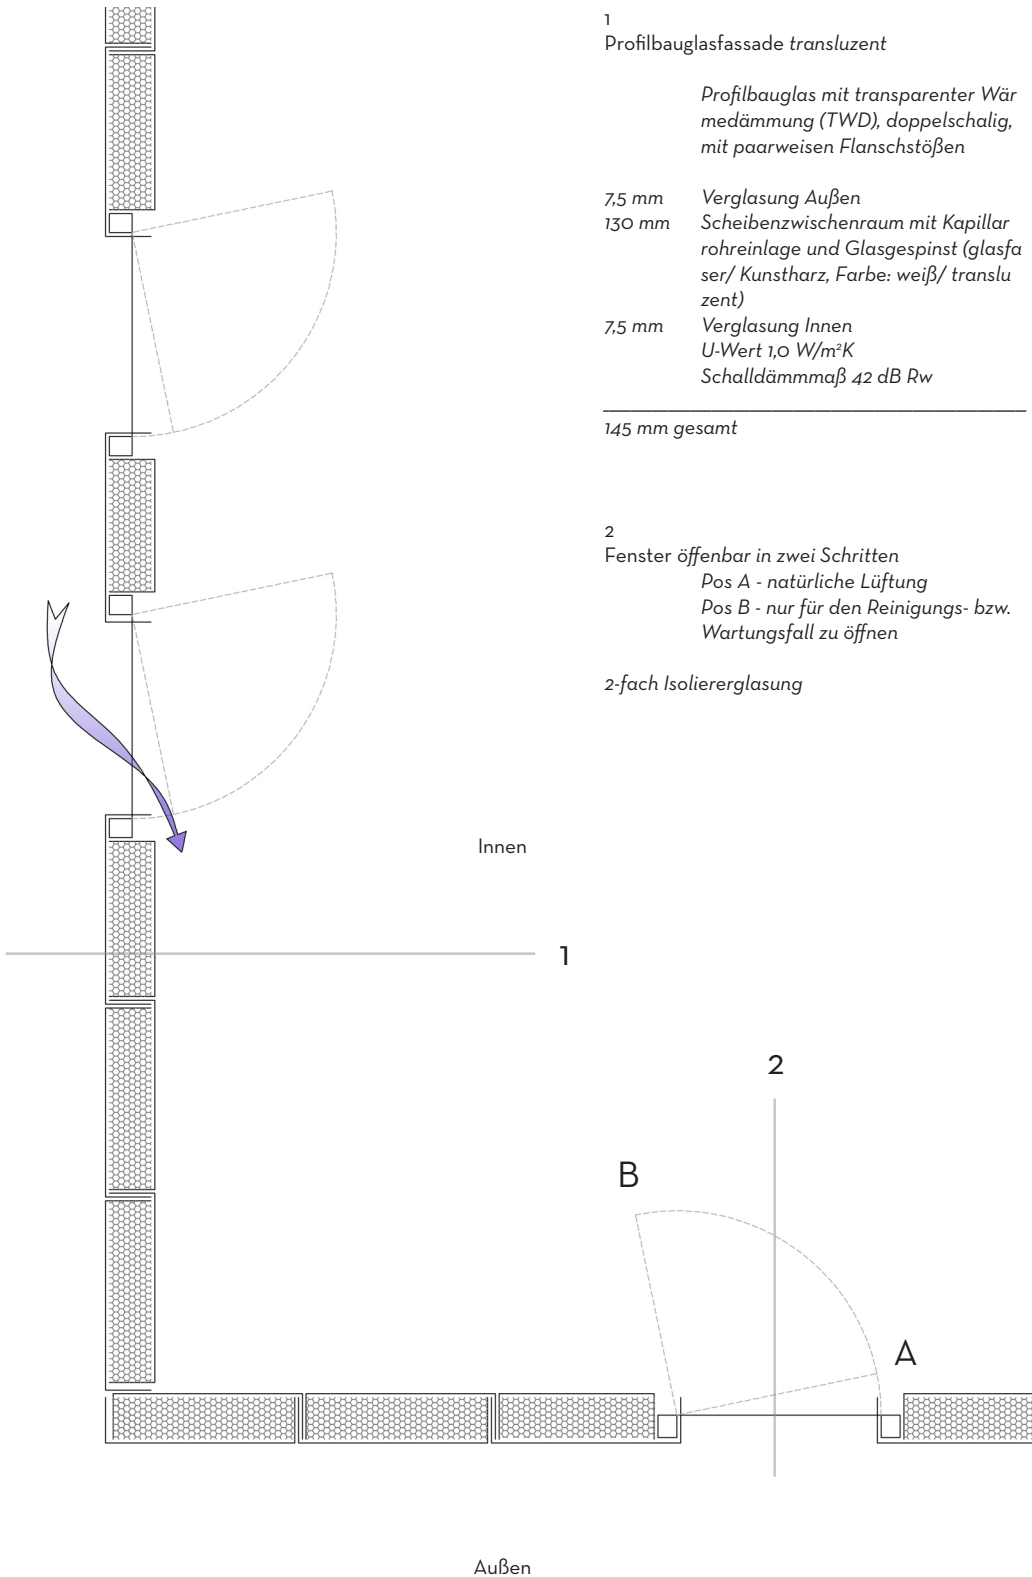 1
Profilbauglasfassade transluzent
Profilbauglas mit transparenter Wär
medämmung (TWD), doppelschalig,
mit paarweisen Flanschstößen
7,5 mm Verglasung Außen
130 mm Scheibenzwischenraum mit Kapillar
rohreinlage und Glasgespinst (glasfa
ser/ Kunstharz, Farbe: weiß/ translu
zent)
7,5 mm Verglasung Innen
U-Wert 1,0 W/m²K
Schalldämmmaß 42 dB Rw
145 mm gesamt
2
Fenster öffenbar in zwei Schritten
Pos A - natürliche Lüftung
Pos B - nur für den Reinigungs- bzw.
Wartungsfall zu öffnen
2-fach Isoliererglasung
Innen
1
2
B
A
Außen